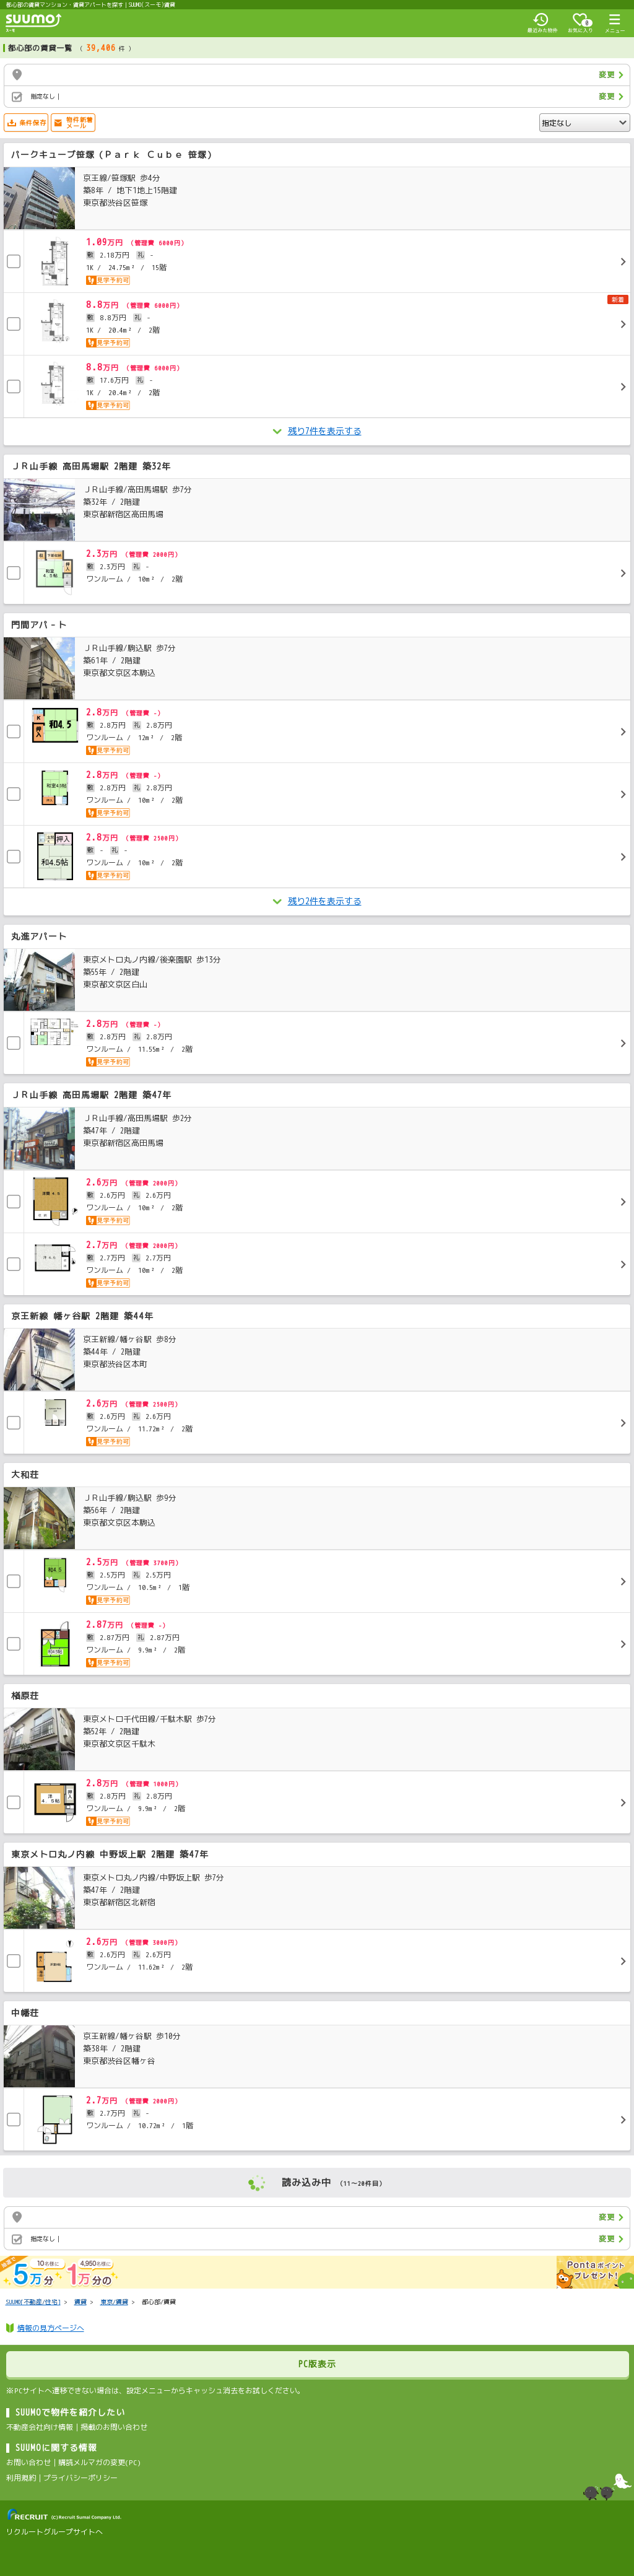 都心部の賃貸マンション・賃貸アパートを探す | SUUMO(スーモ)賃貸
SUUMO
スーモ
最近みた物件
お気に入り
0
メニュー
都心部の賃貸一覧 （ 39,406 件 ）
変更
指定なし |
変更
条件保存
物件新着メール
指定なし
パークキューブ笹塚（Ｐａｒｋ Ｃｕｂｅ 笹塚）
京王線/笹塚駅 歩4分
築8年 / 地下1地上15階建
東京都渋谷区笹塚
1.09万円 （管理費 6000円）
敷 2.18万円 礼 -
1K / 24.75m² / 15階
見学予約可
新着
8.8万円 （管理費 6000円）
敷 8.8万円 礼 -
1K / 20.4m² / 2階
見学予約可
8.8万円 （管理費 6000円）
敷 17.6万円 礼 -
1K / 20.4m² / 2階
見学予約可
残り7件を表示する
ＪＲ山手線 高田馬場駅 2階建 築32年
ＪＲ山手線/高田馬場駅 歩7分
築32年 / 2階建
東京都新宿区高田馬場
2.3万円 （管理費 2000円）
敷 2.3万円 礼 -
ワンルーム / 10m² / 2階
門間アパ－ト
ＪＲ山手線/駒込駅 歩7分
築61年 / 2階建
東京都文京区本駒込
和4.5
押入
K
2.8万円 （管理費 -）
敷 2.8万円 礼 2.8万円
ワンルーム / 12m² / 2階
見学予約可
2.8万円 （管理費 -）
敷 2.8万円 礼 2.8万円
ワンルーム / 10m² / 2階
見学予約可
押入
和4.5帖
2.8万円 （管理費 2500円）
敷 - 礼 -
ワンルーム / 10m² / 2階
見学予約可
残り2件を表示する
丸進アパート
東京メトロ丸ノ内線/後楽園駅 歩13分
築55年 / 2階建
東京都文京区白山
2.8万円 （管理費 -）
敷 2.8万円 礼 2.8万円
ワンルーム / 11.55m² / 2階
見学予約可
ＪＲ山手線 高田馬場駅 2階建 築47年
ＪＲ山手線/高田馬場駅 歩2分
築47年 / 2階建
東京都新宿区高田馬場
2.6万円 （管理費 2000円）
敷 2.6万円 礼 2.6万円
ワンルーム / 10m² / 2階
見学予約可
2.7万円 （管理費 2000円）
敷 2.7万円 礼 2.7万円
ワンルーム / 10m² / 2階
見学予約可
京王新線 幡ヶ谷駅 2階建 築44年
京王新線/幡ケ谷駅 歩8分
築44年 / 2階建
東京都渋谷区本町
2.6万円 （管理費 2500円）
敷 2.6万円 礼 2.6万円
ワンルーム / 11.72m² / 2階
見学予約可
大和荘
ＪＲ山手線/駒込駅 歩9分
築56年 / 2階建
東京都文京区本駒込
2.5万円 （管理費 3700円）
敷 2.5万円 礼 2.5万円
ワンルーム / 10.5m² / 1階
見学予約可
2.87万円 （管理費 -）
敷 2.87万円 礼 2.87万円
ワンルーム / 9.9m² / 2階
見学予約可
槇原荘
東京メトロ千代田線/千駄木駅 歩7分
築52年 / 2階建
東京都文京区千駄木
2.8万円 （管理費 1000円）
敷 2.8万円 礼 2.8万円
ワンルーム / 9.9m² / 2階
見学予約可
東京メトロ丸ノ内線 中野坂上駅 2階建 築47年
東京メトロ丸ノ内線/中野坂上駅 歩7分
築47年 / 2階建
東京都新宿区北新宿
2.6万円 （管理費 3000円）
敷 2.6万円 礼 2.6万円
ワンルーム / 11.62m² / 2階
中幡荘
京王新線/幡ケ谷駅 歩10分
築38年 / 2階建
東京都渋谷区幡ヶ谷
2.7万円 （管理費 2000円）
敷 2.7万円 礼 -
ワンルーム / 10.72m² / 1階
読み込み中 （11～20件目）
変更
指定なし |
変更
10名様に
5万分
4,950名様に
1万分の
Pontaポイント
プレゼント!
SUUMO[不動産/住宅] > 賃貸 > 東京/賃貸 > 都心部/賃貸
情報の見方ページへ
PC版表示
※PCサイトへ遷移できない場合は、設定メニューからキャッシュ消去をお試しください。
SUUMOで物件を紹介したい
不動産会社向け情報 | 掲載のお問い合わせ
SUUMOに関する情報
お問い合わせ | 購読メルマガの変更(PC)
利用規約 | プライバシーポリシー
RECRUIT (C)Recruit Sumai Company Ltd.
リクルートグループサイトへ